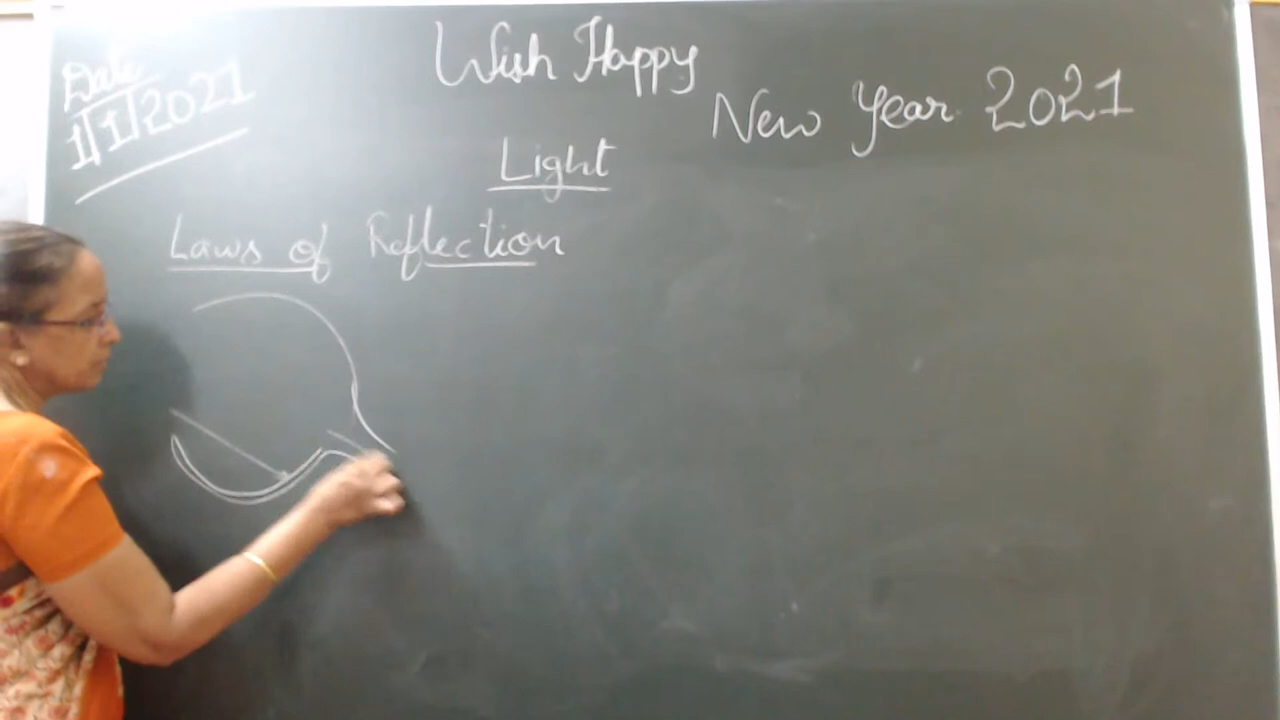 Date
1/1/2021
Wish Happy
New Year 2021
Light
Laws of Reflection